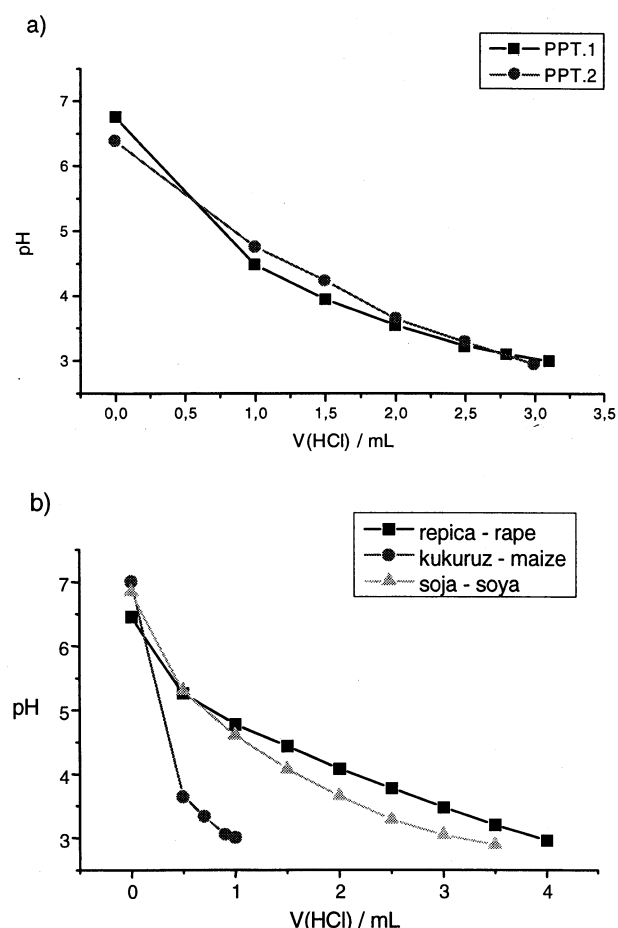 a)
PPT.1
PPT.2
7
6
5
4
3
pH
0,0 0,5 1,0 1,5 2,0 2,5 3,0 3,5
V(HCl) / mL
b)
repica - rape
kukuruz - maize
soja - soya
7
6
5
4
3
pH
0 1 2 3 4
V(HCl) / mL